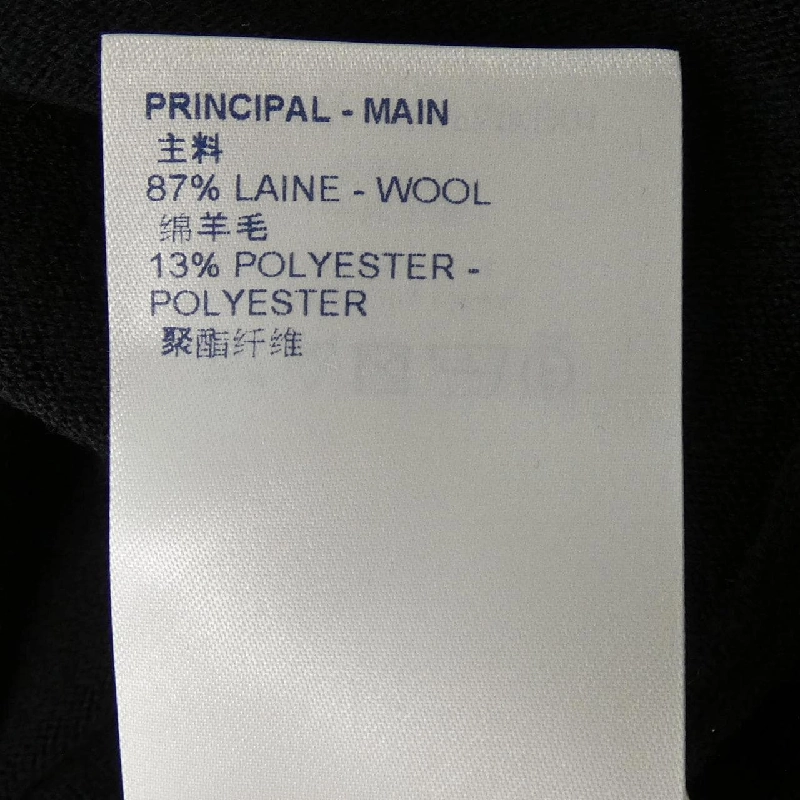 PRINCIPAL - MAIN
主料
87% LAINE - WOOL
绵羊毛
13% POLYESTER -
POLYESTER
聚酯纤维